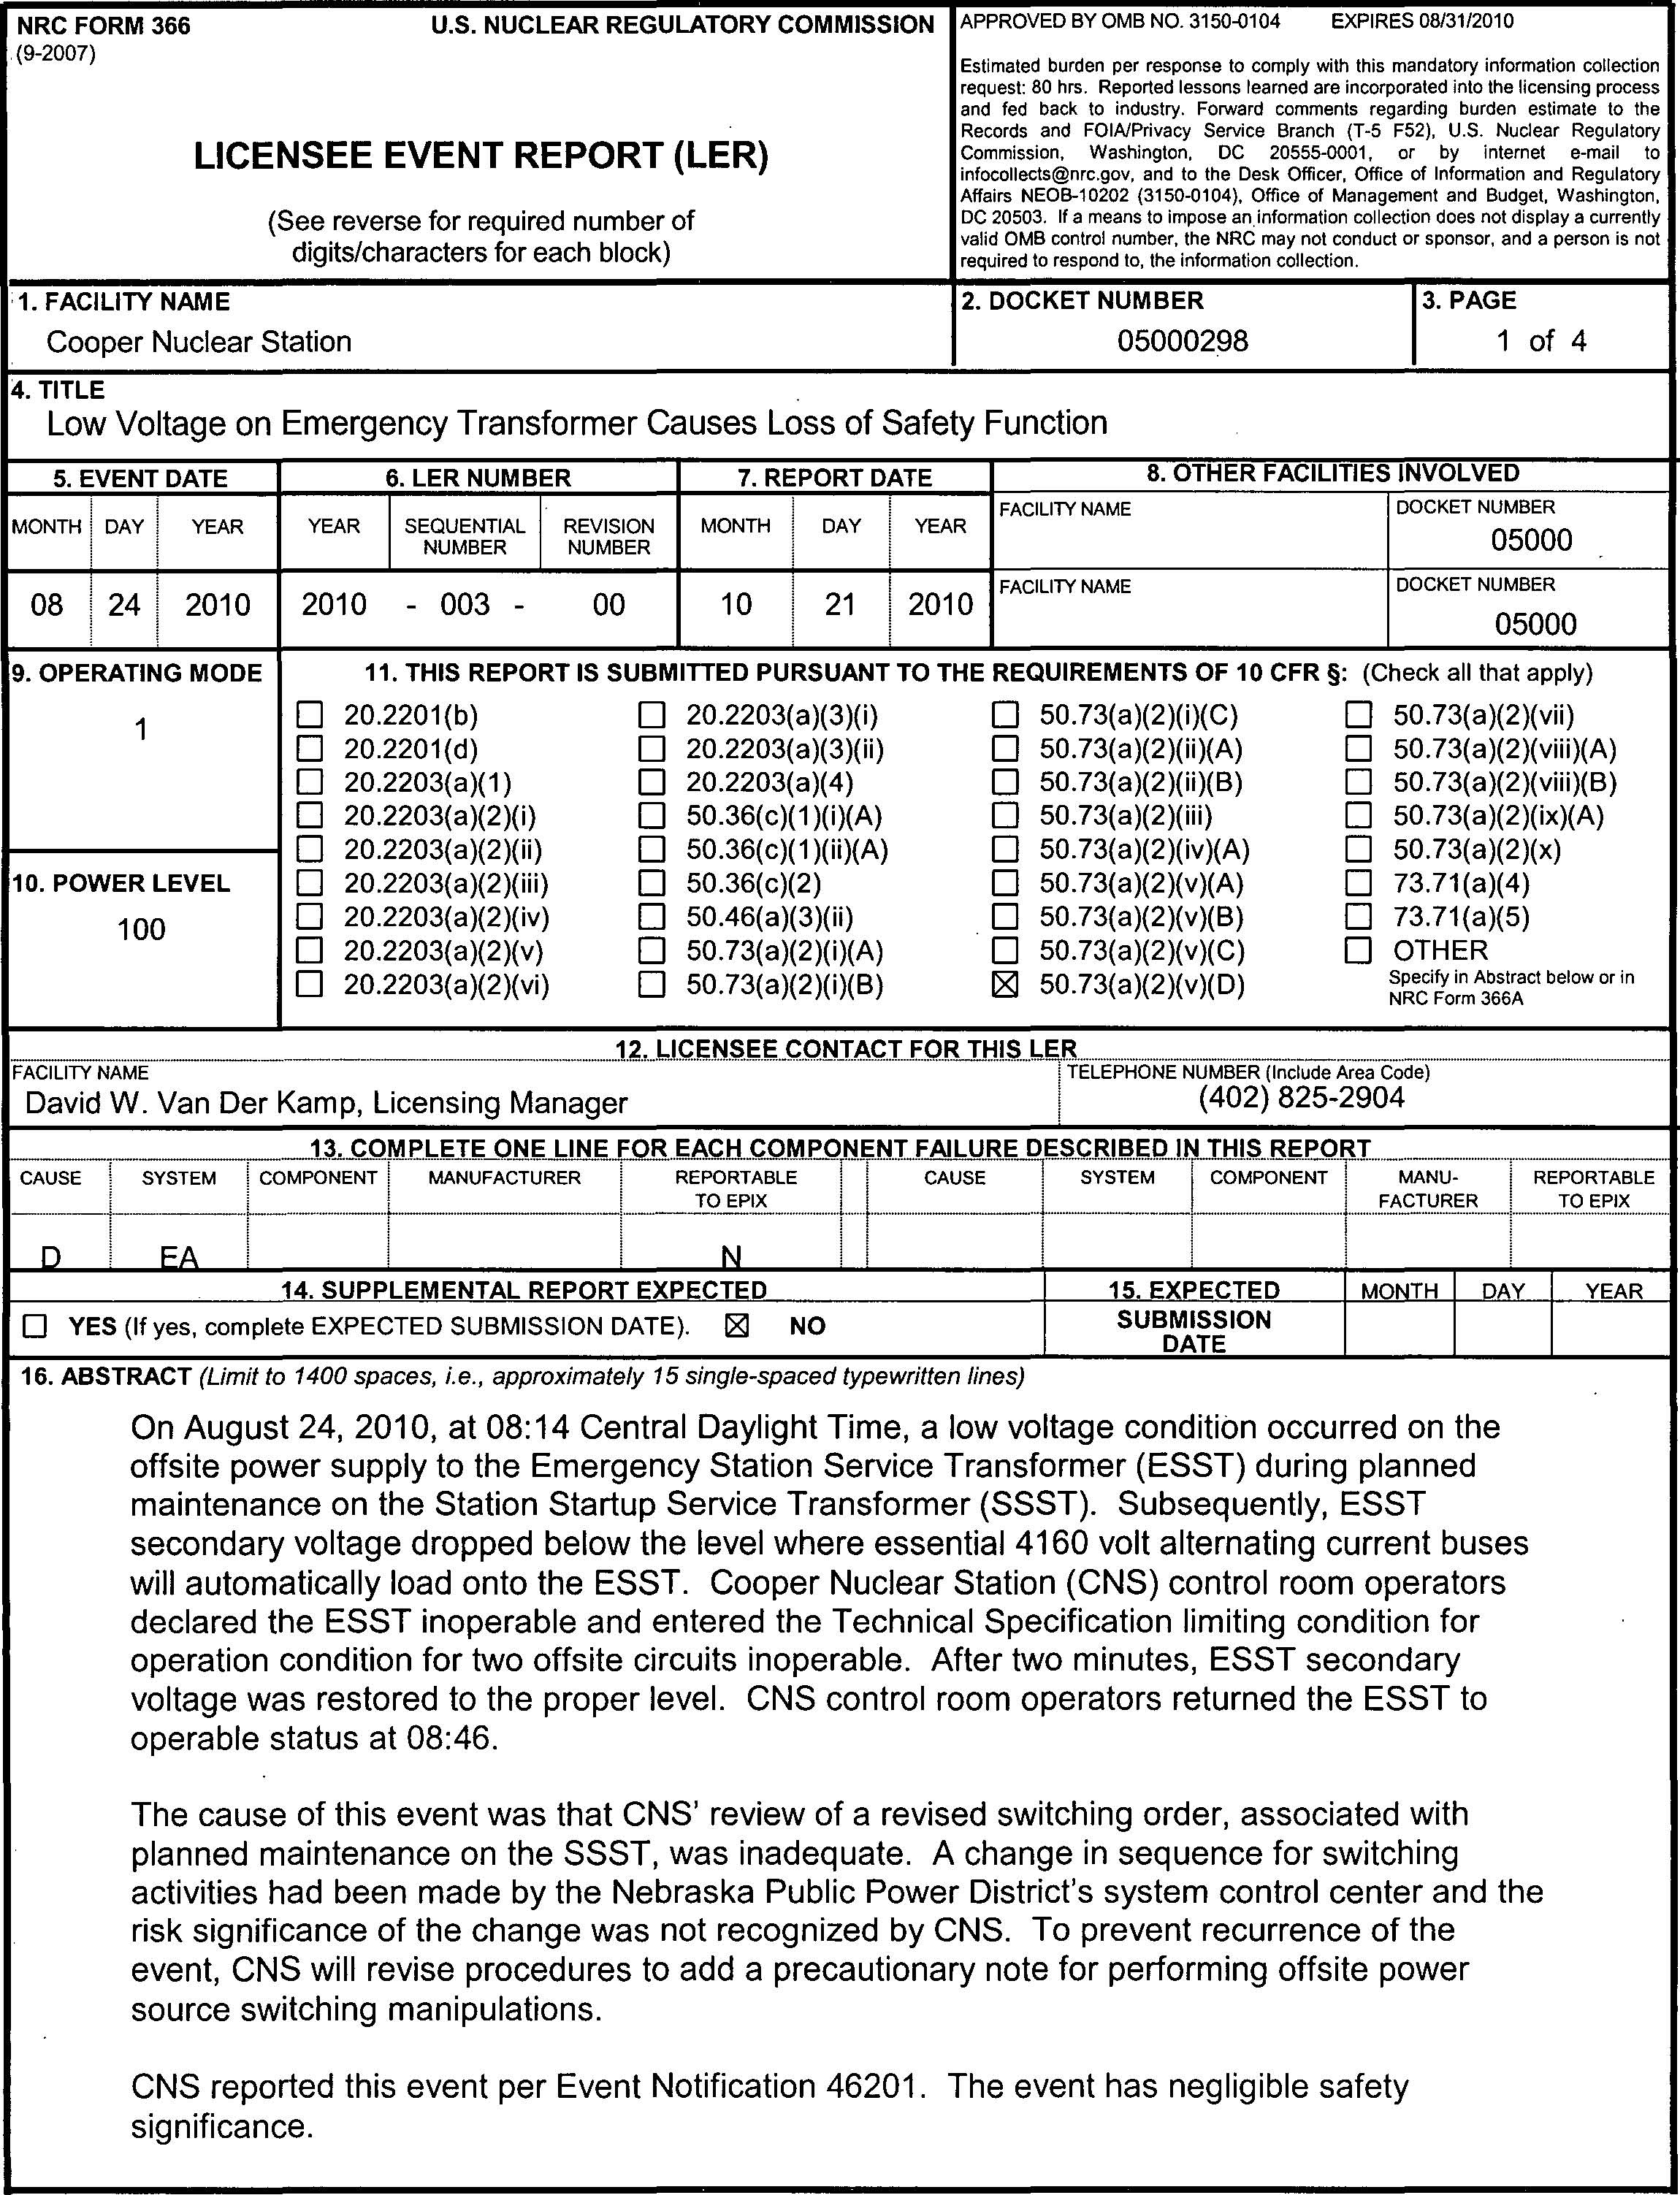 NRC FORM 366 U.S. NUCLEAR REGULATORY COMMISSION
(9-2007)
LICENSEE EVENT REPORT (LER)
(See reverse for required number of
digits/characters for each block)
APPROVED BY OMB NO. 3150-0104 EXPIRES 08/31/2010
Estimated burden per response to comply with this mandatory information collection
request: 80 hrs. Reported lessons learned are incorporated into the licensing process
and fed back to industry. Forward comments regarding burden estimate to the
Records and FOIA/Privacy Service Branch (T-5 F52), U.S. Nuclear Regulatory
Commission, Washington, DC 20555-0001, or by internet e-mail to
infocollects@nrc.gov, and to the Desk Officer, Office of Information and Regulatory
Affairs NEOB-10202 (3150-0104), Office of Management and Budget, Washington,
DC 20503. If a means to impose an information collection does not display a currently
valid OMB control number, the NRC may not conduct or sponsor, and a person is not
required to respond to, the information collection.
1. FACILITY NAME 2. DOCKET NUMBER 3. PAGE
Cooper Nuclear Station 05000298 1 of 4
4. TITLE
Low Voltage on Emergency Transformer Causes Loss of Safety Function
5. EVENT DATE 6. LER NUMBER 7. REPORT DATE 8. OTHER FACILITIES INVOLVED
MONTH DAY YEAR YEAR SEQUENTIAL NUMBER REVISION NUMBER MONTH DAY YEAR FACILITY NAME DOCKET NUMBER
05000
08 24 2010 2010 - 003 - 00 10 21 2010 FACILITY NAME DOCKET NUMBER
05000
9. OPERATING MODE
1
10. POWER LEVEL
100
11. THIS REPORT IS SUBMITTED PURSUANT TO THE REQUIREMENTS OF 10 CFR §: (Check all that apply)
☐ 20.2201(b) ☐ 20.2203(a)(3)(i) ☐ 50.73(a)(2)(i)(C) ☐ 50.73(a)(2)(vii)
☐ 20.2201(d) ☐ 20.2203(a)(3)(ii) ☐ 50.73(a)(2)(ii)(A) ☐ 50.73(a)(2)(viii)(A)
☐ 20.2203(a)(1) ☐ 20.2203(a)(4) ☐ 50.73(a)(2)(ii)(B) ☐ 50.73(a)(2)(viii)(B)
☐ 20.2203(a)(2)(i) ☐ 50.36(c)(1)(i)(A) ☐ 50.73(a)(2)(iii) ☐ 50.73(a)(2)(ix)(A)
☐ 20.2203(a)(2)(ii) ☐ 50.36(c)(1)(ii)(A) ☐ 50.73(a)(2)(iv)(A) ☐ 50.73(a)(2)(x)
☐ 20.2203(a)(2)(iii) ☐ 50.36(c)(2) ☐ 50.73(a)(2)(v)(A) ☐ 73.71(a)(4)
☐ 20.2203(a)(2)(iv) ☐ 50.46(a)(3)(ii) ☐ 50.73(a)(2)(v)(B) ☐ 73.71(a)(5)
☐ 20.2203(a)(2)(v) ☐ 50.73(a)(2)(i)(A) ☐ 50.73(a)(2)(v)(C) ☐ OTHER
☐ 20.2203(a)(2)(vi) ☐ 50.73(a)(2)(i)(B) ☒ 50.73(a)(2)(v)(D) Specify in Abstract below or in
NRC Form 366A
12. LICENSEE CONTACT FOR THIS LER
FACILITY NAME TELEPHONE NUMBER (Include Area Code)
David W. Van Der Kamp, Licensing Manager (402) 825-2904
13. COMPLETE ONE LINE FOR EACH COMPONENT FAILURE DESCRIBED IN THIS REPORT
CAUSE SYSTEM COMPONENT MANUFACTURER REPORTABLE TO EPIX CAUSE SYSTEM COMPONENT MANU-FACTURER REPORTABLE TO EPIX
D EA N
14. SUPPLEMENTAL REPORT EXPECTED 15. EXPECTED SUBMISSION DATE MONTH DAY YEAR
☐ YES (If yes, complete EXPECTED SUBMISSION DATE). ☒ NO
16. ABSTRACT (Limit to 1400 spaces, i.e., approximately 15 single-spaced typewritten lines)
On August 24, 2010, at 08:14 Central Daylight Time, a low voltage condition occurred on the
offsite power supply to the Emergency Station Service Transformer (ESST) during planned
maintenance on the Station Startup Service Transformer (SSST). Subsequently, ESST
secondary voltage dropped below the level where essential 4160 volt alternating current buses
will automatically load onto the ESST. Cooper Nuclear Station (CNS) control room operators
declared the ESST inoperable and entered the Technical Specification limiting condition for
operation condition for two offsite circuits inoperable. After two minutes, ESST secondary
voltage was restored to the proper level. CNS control room operators returned the ESST to
operable status at 08:46.
The cause of this event was that CNS' review of a revised switching order, associated with
planned maintenance on the SSST, was inadequate. A change in sequence for switching
activities had been made by the Nebraska Public Power District's system control center and the
risk significance of the change was not recognized by CNS. To prevent recurrence of the
event, CNS will revise procedures to add a precautionary note for performing offsite power
source switching manipulations.
CNS reported this event per Event Notification 46201. The event has negligible safety
significance.